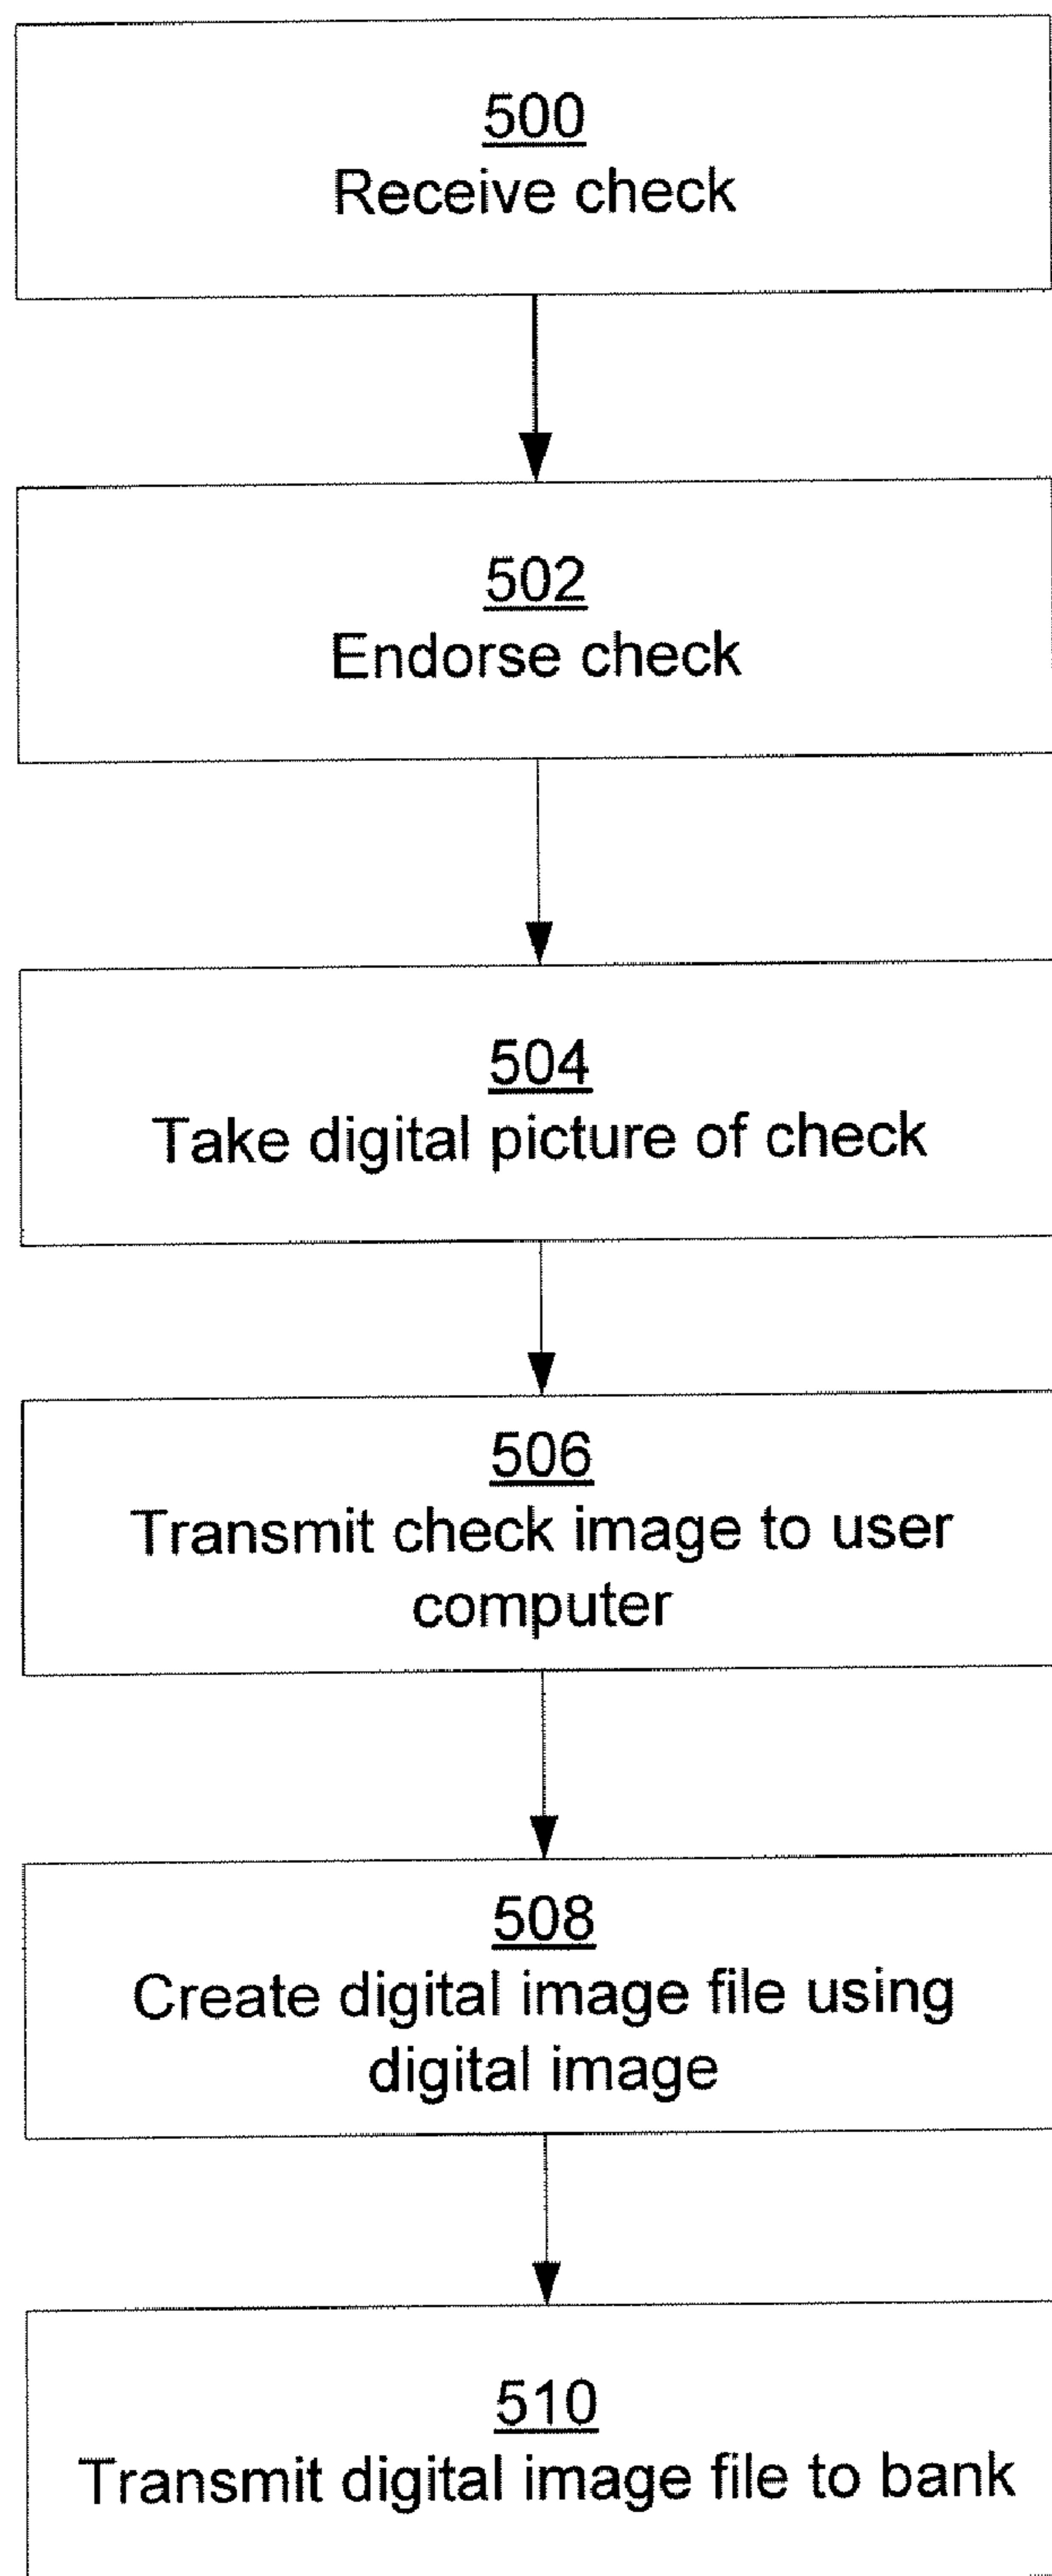 500
Receive check
502
Endorse check
504
Take digital picture of check
506
Transmit check image to user
computer
508
Create digital image file using
digital image
510
Transmit digital image file to bank